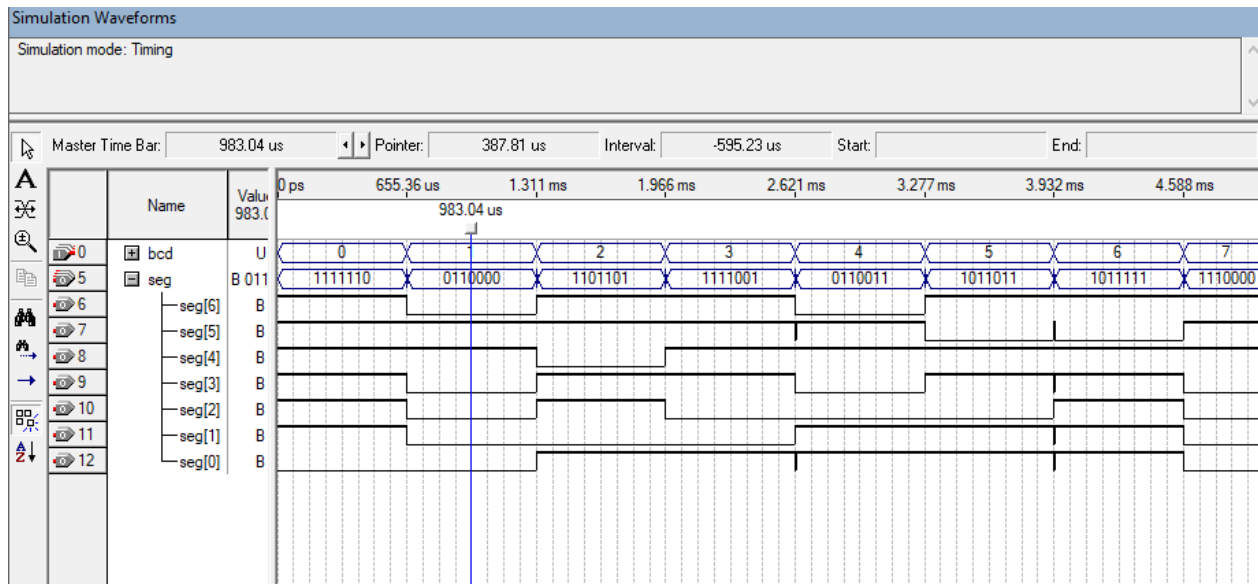 Simulation Waveforms
Simulation mode: Timing
Master Time Bar: 983.04 us Pointer: 387.81 us Interval: -595.23 us Start: End:
0 ps 655.36 us 1.311 ms 1.966 ms 2.621 ms 3.277 ms 3.932 ms 4.588 ms
Name Valu 983.0
983.04 us
0 bcd U 0 1 2 3 4 5 6 7
5 seg B 011 1111110 0110000 1101101 1111001 0110011 1011011 1011111 1110000
6 seg[6] B
7 seg[5] B
8 seg[4] B
9 seg[3] B
10 seg[2] B
11 seg[1] B
12 seg[0] B